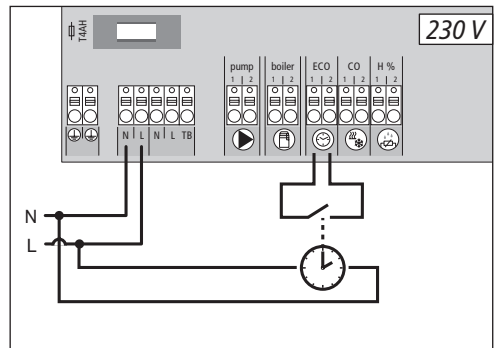 T4AH
230 V
pump boiler ECO CO H %
1 | 2 1 | 2 1 | 2 1 | 2 1 | 2
N L N L TB
N
L